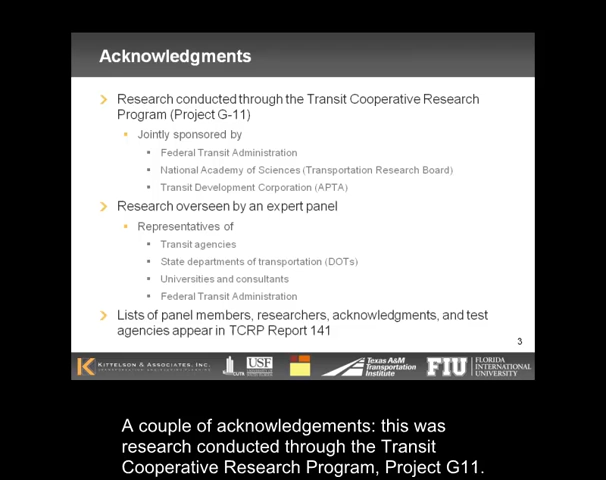 Acknowledgments
Research conducted through the Transit Cooperative Research
Program (Project G-11)
Jointly sponsored by
Federal Transit Administration
National Academy of Sciences (Transportation Research Board)
Transit Development Corporation (APTA)
Research overseen by an expert panel
Representatives of
Transit agencies
State departments of transportation (DOTs)
Universities and consultants
Federal Transit Administration
Lists of panel members, researchers, acknowledgments, and test
agencies appear in TCRP Report 141
3
KITTELSON & ASSOCIATES, INC.
CUTR
USF
Texas A&M
Transportation
Institute
FIU
FLORIDA
INTERNATIONAL
UNIVERSITY
A couple of acknowledgements: this was
research conducted through the Transit
Cooperative Research Program, Project G11.